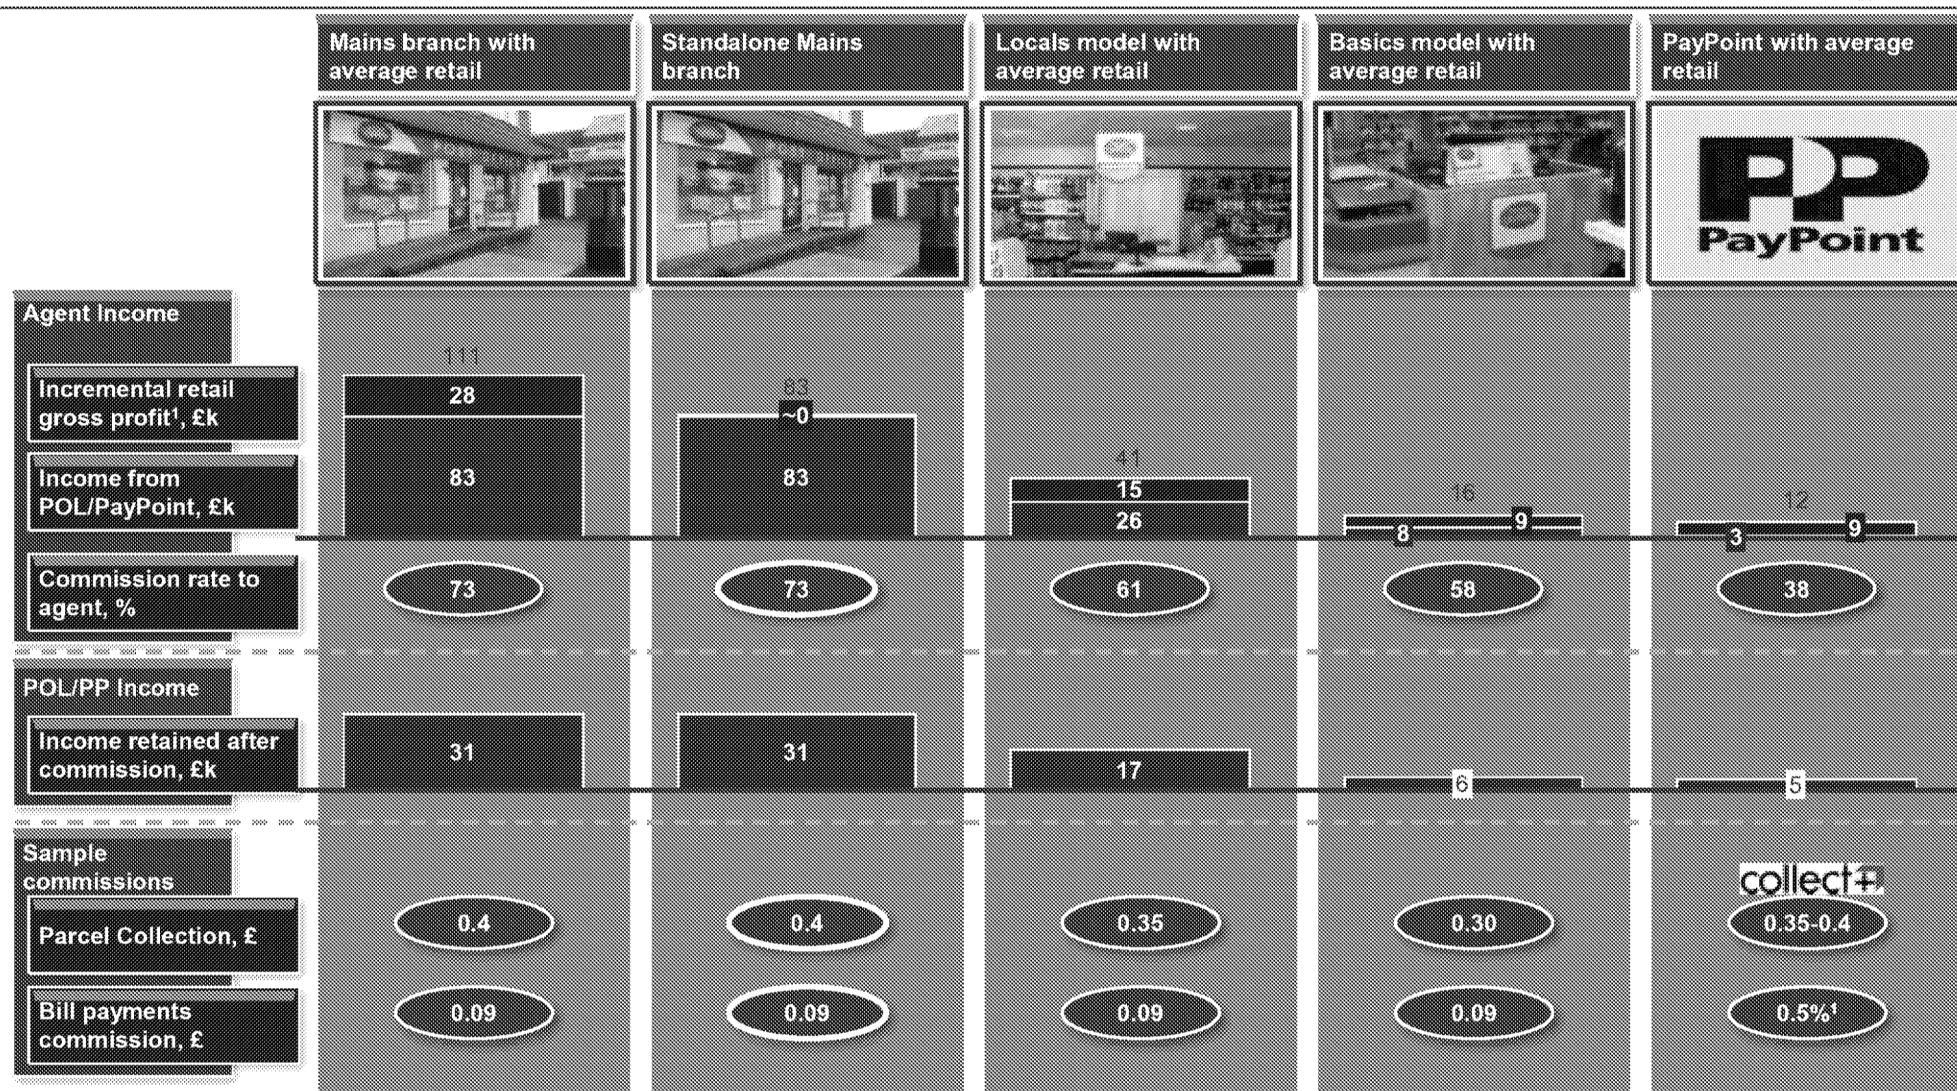 Mains branch with
average retail
Standalone Mains
branch
Locals model with
average retail
Basics model with
average retail
PayPoint with average
retail
PP
PayPoint
Agent Income
Incremental retail
gross profit¹, £k
Income from
POL/PayPoint, £k
111
28
83
83
~0
83
41
15
26
16
9
8
12
9
3
Commission rate to
agent, %
73
73
61
58
38
POL/PP Income
Income retained after
commission, £k
31
31
17
6
5
Sample
commissions
collect+
Parcel Collection, £
0.4
0.4
0.35
0.30
0.35-0.4
Bill payments
commission, £
0.09
0.09
0.09
0.09
0.5%¹